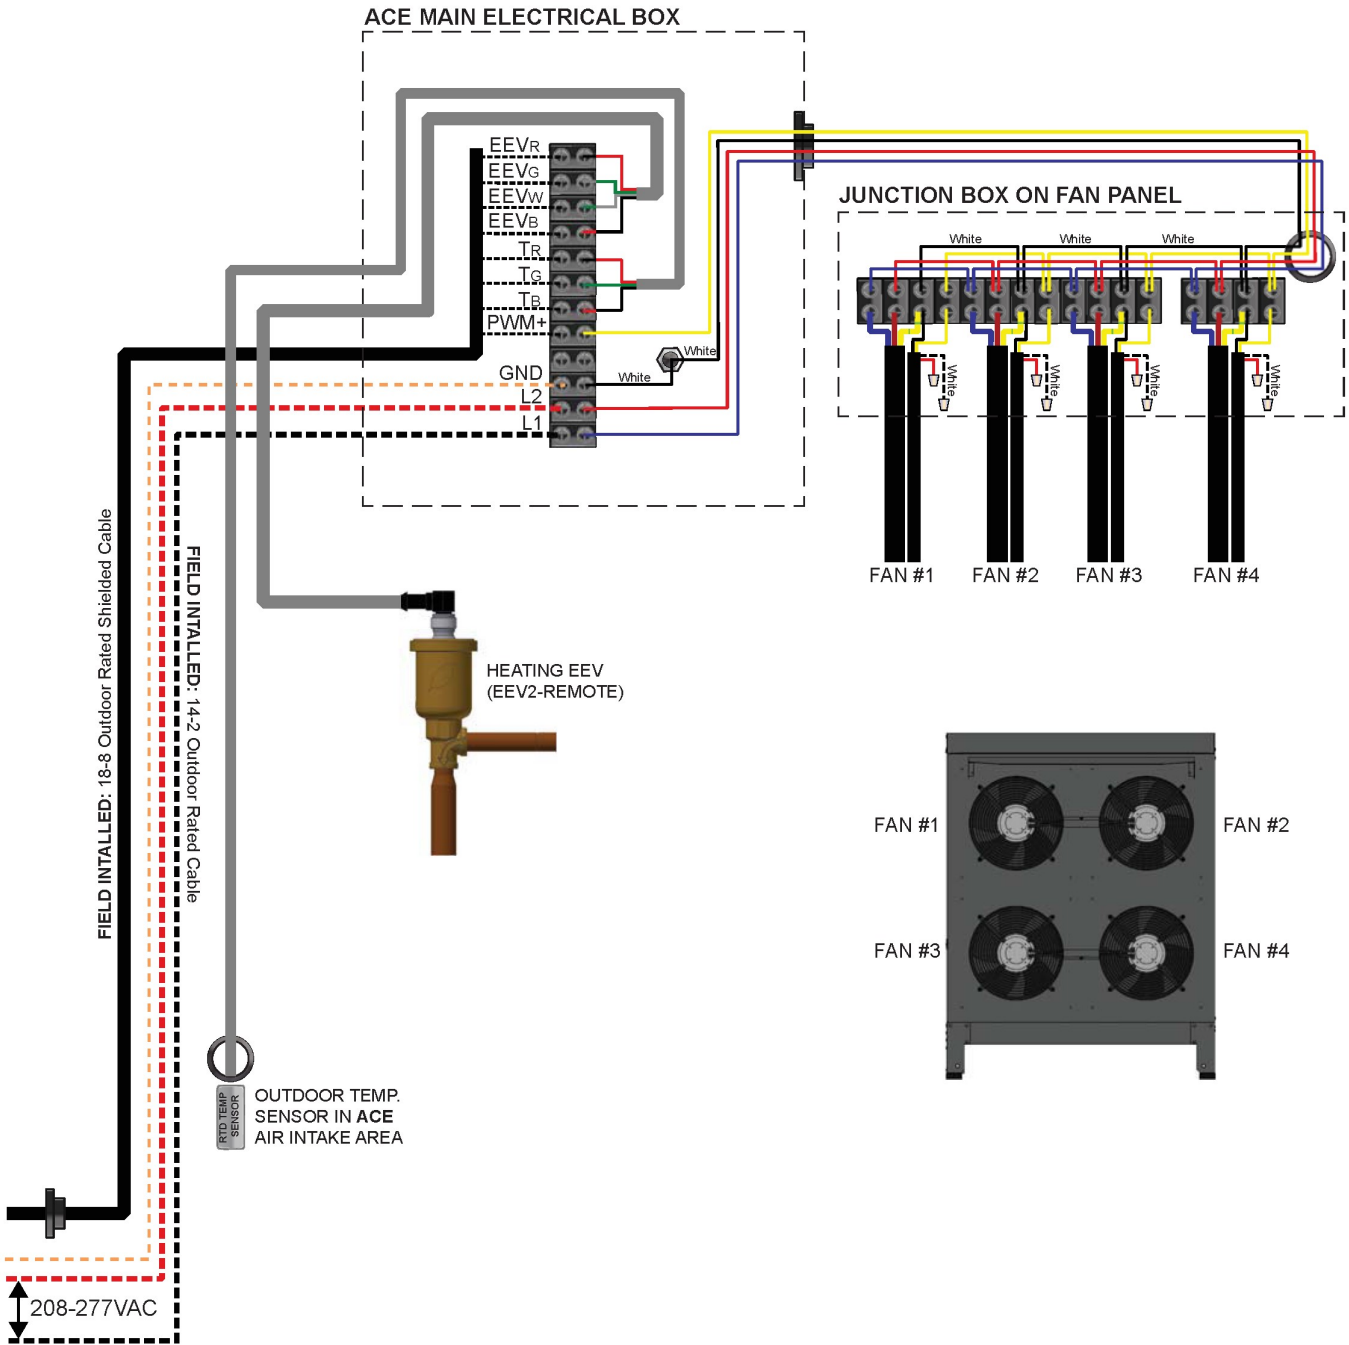 ACE MAIN ELECTRICAL BOX
EEVR
EEVG
EEVW
EEVB
TR
TG
TB
PWM+
GND
L2
L1
White
White
JUNCTION BOX ON FAN PANEL
White
White
White
White
White
White
White
FAN #1
FAN #2
FAN #3
FAN #4
FIELD INTALLED: 18-8 Outdoor Rated Shielded Cable
FIELD INTALLED: 14-2 Outdoor Rated Cable
HEATING EEV
(EEV2-REMOTE)
FAN #1
FAN #2
FAN #3
FAN #4
RTD TEMP
SENSOR
OUTDOOR TEMP.
SENSOR IN ACE
AIR INTAKE AREA
208-277VAC